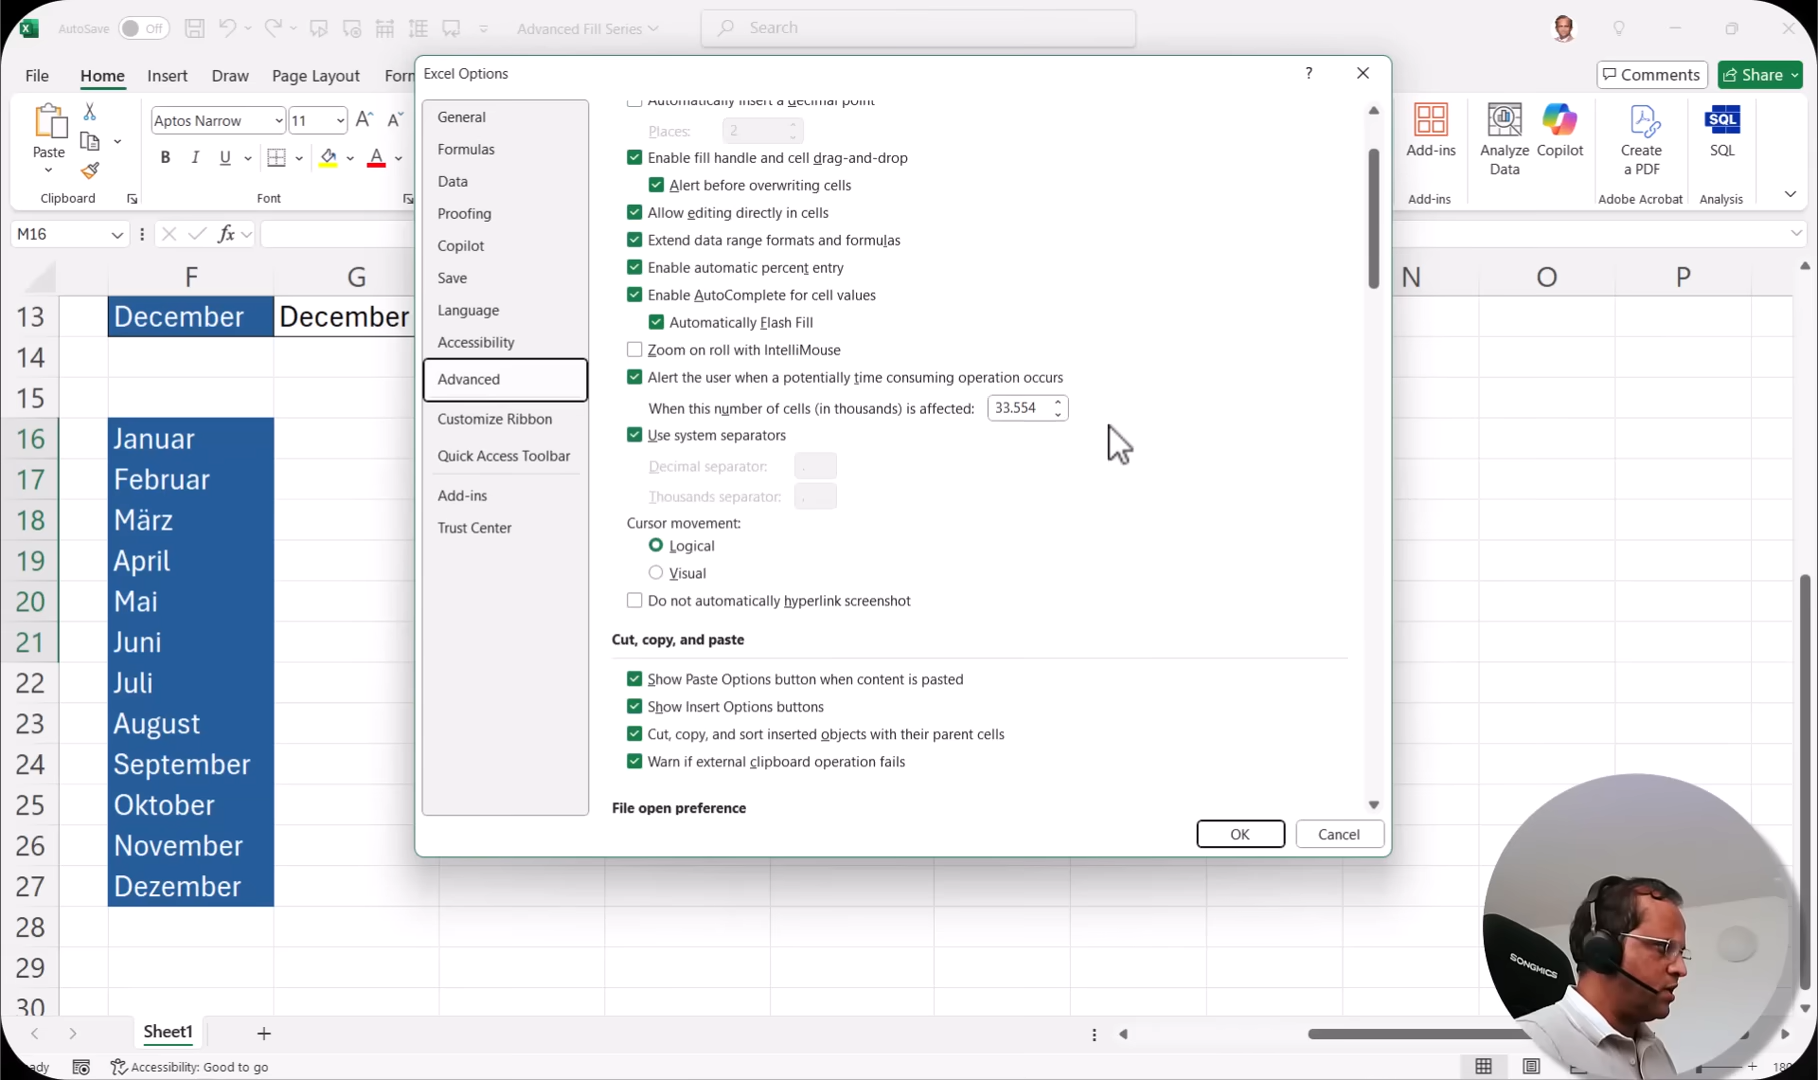 AutoSave Off Advanced Fill Series Search
File Home Insert Draw Page Layout Form Comments Share
Paste
Clipboard
Aptos Narrow 11 A A
B I U A
Font
Add-ins
Add-ins
Analyze Data
Copilot
Create a PDF
Adobe Acrobat
SQL
SQL
Analysis
M16 fx
F G N O P
13 December December
14
15
16 Januar
17 Februar
18 März
19 April
20 Mai
21 Juni
22 Juli
23 August
24 September
25 Oktober
26 November
27 Dezember
28
29
30
Excel Options ?
General
Formulas
Data
Proofing
Copilot
Save
Language
Accessibility
Advanced
Customize Ribbon
Quick Access Toolbar
Add-ins
Trust Center
Automatically insert a decimal point
Places: 2
Enable fill handle and cell drag-and-drop
Alert before overwriting cells
Allow editing directly in cells
Extend data range formats and formulas
Enable automatic percent entry
Enable AutoComplete for cell values
Automatically Flash Fill
Zoom on roll with IntelliMouse
Alert the user when a potentially time consuming operation occurs
When this number of cells (in thousands) is affected: 33.554
Use system separators
Decimal separator: .
Thousands separator: ,
Cursor movement:
Logical
Visual
Do not automatically hyperlink screenshot
Cut, copy, and paste
Show Paste Options button when content is pasted
Show Insert Options buttons
Cut, copy, and sort inserted objects with their parent cells
Warn if external clipboard operation fails
File open preference
OK Cancel
SONGMICS
Sheet1
ady Accessibility: Good to go 180